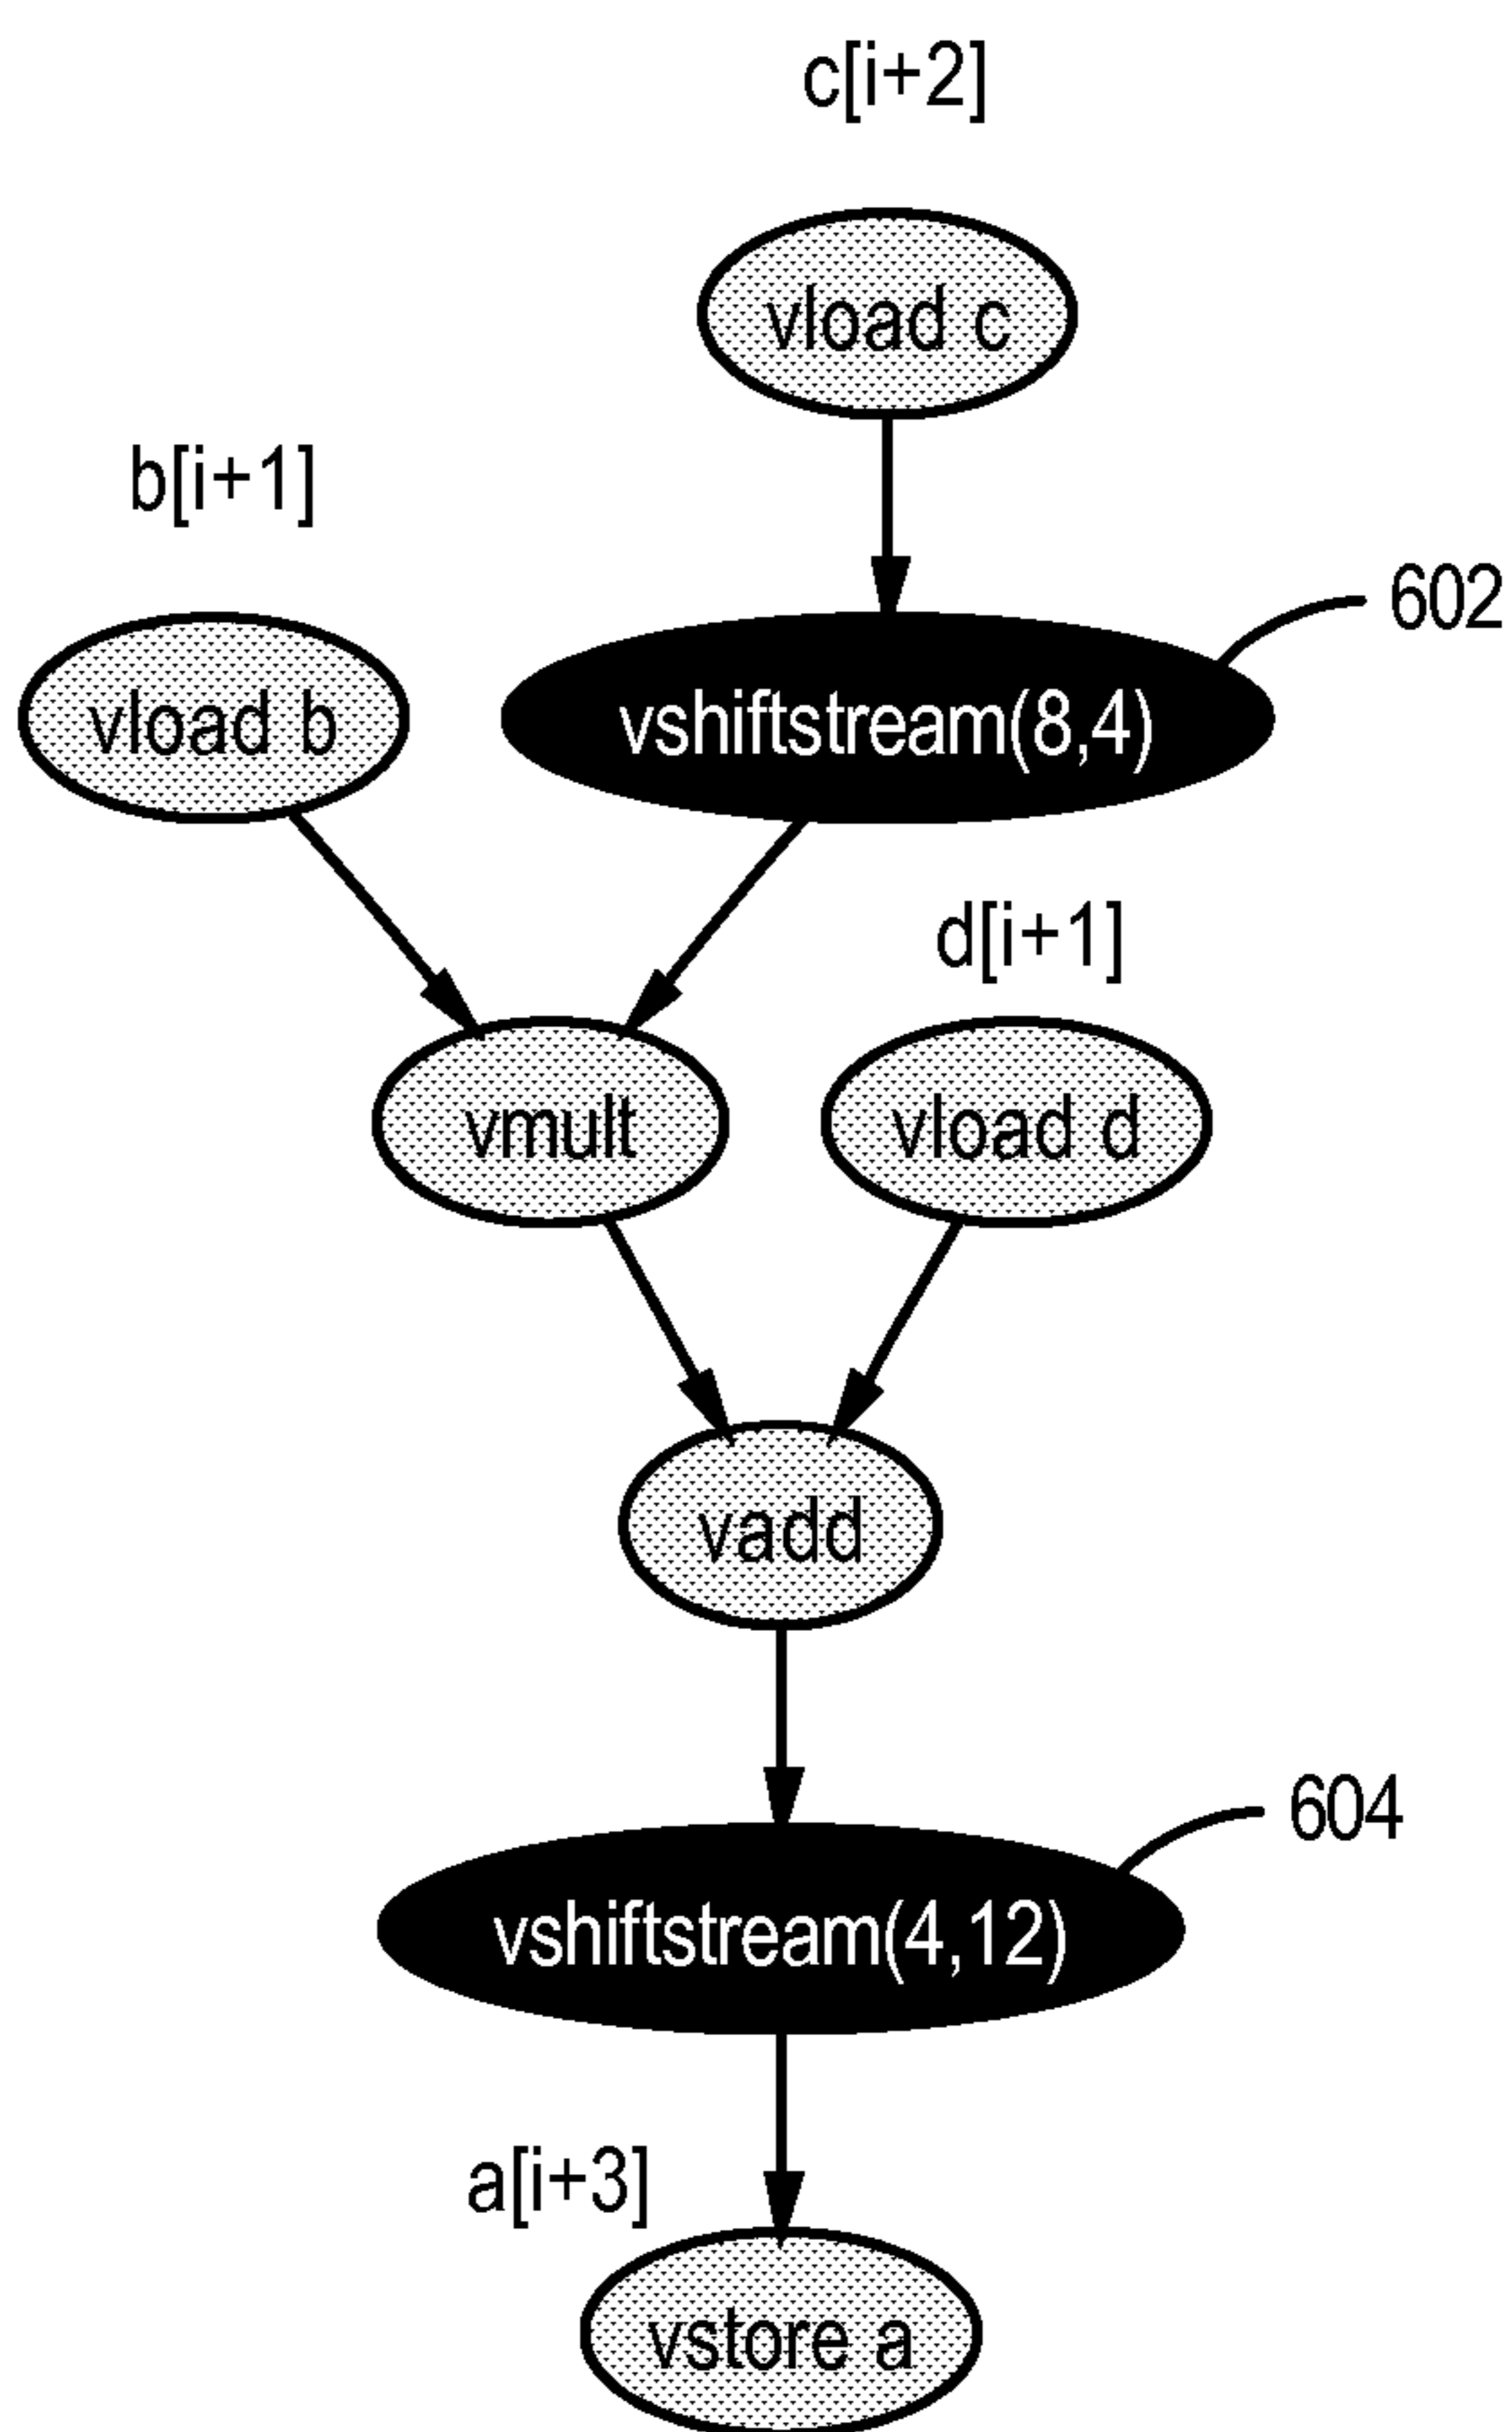 c[i+2]
vload c
b[i+1]
602
vload b
vshiftstream(8,4)
d[i+1]
vmult
vload d
vadd
604
vshiftstream(4,12)
a[i+3]
vstore a